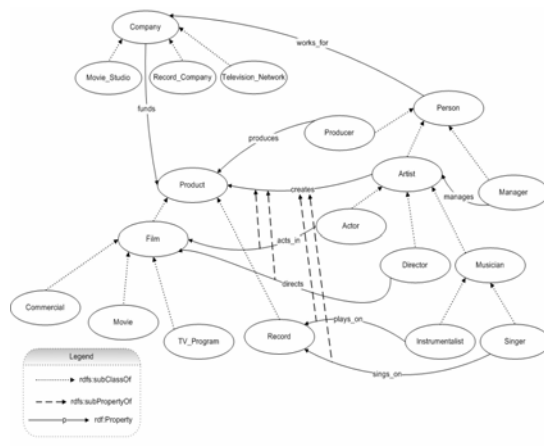 Company
works_for
Movie_Studio
Record_Company
Television_Network
funds
Person
produces
Producer
Product
creates
Artist
manages
Manager
Actor
Film
acts_in
directs
Director
Musician
Commercial
Movie
TV_Program
Record
plays_on
Instrumentalist
Singer
sings_on
Legend
rdfs:subClassOf
rdfs:subPropertyOf
p
rdf:Property